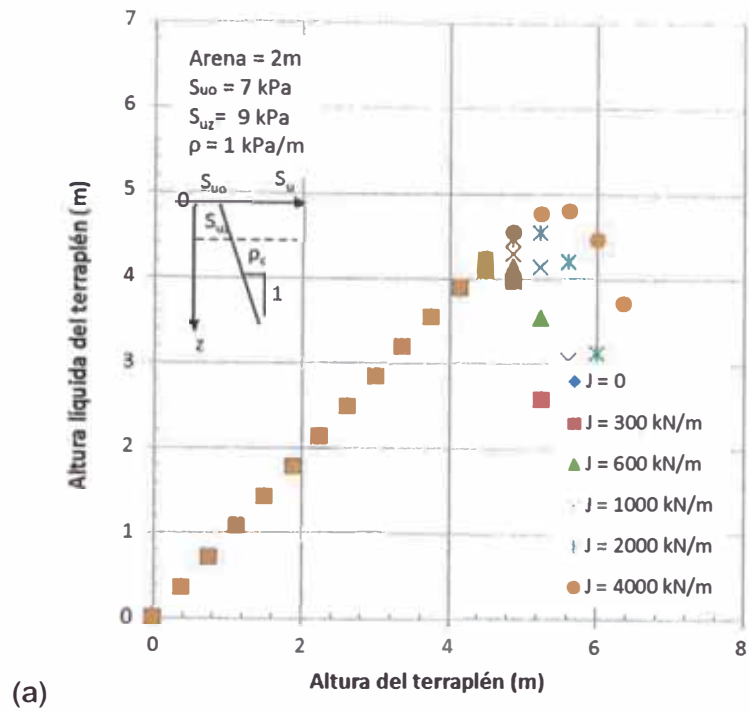 7
6
5
4
3
2
1
0
Altura líquida del terraplén (m)
Arena = 2m
Suo = 7 kPa
Suz= 9 kPa
ρ = 1 kPa/m
0
Suo
Su
Su
ρc
1
z
J = 0
J = 300 kN/m
J = 600 kN/m
J = 1000 kN/m
J = 2000 kN/m
J = 4000 kN/m
0 2 4 6 8
Altura del terraplén (m)
(a)